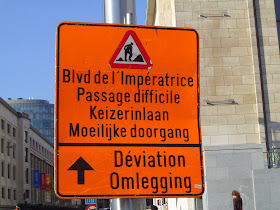 Blvd de l'Impératrice
Passage difficile
Keizerinlaan
Moeilijke doorgang
Déviation
Omlegging